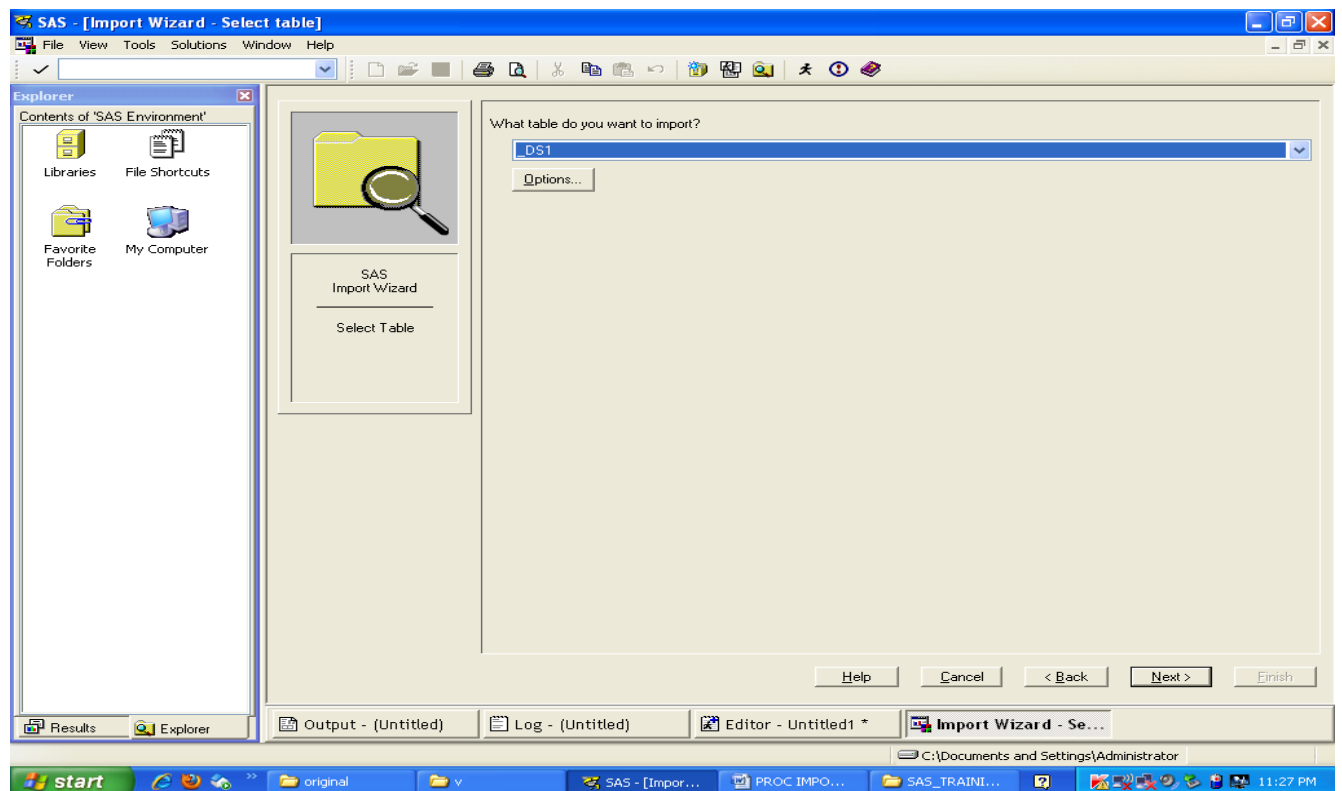 SAS - [Import Wizard - Select table]
File View Tools Solutions Window Help
Explorer
Contents of 'SAS Environment'
Libraries
File Shortcuts
Favorite Folders
My Computer
SAS
Import Wizard
Select Table
What table do you want to import?
_DS1
Options...
Help
Cancel
< Back
Next >
Finish
Results
Explorer
Output - (Untitled)
Log - (Untitled)
Editor - Untitled1 *
Import Wizard - Se...
C:\Documents and Settings\Administrator
start
original
v
SAS - [Impor...
PROC IMPO...
SAS_TRAINI...
11:27 PM